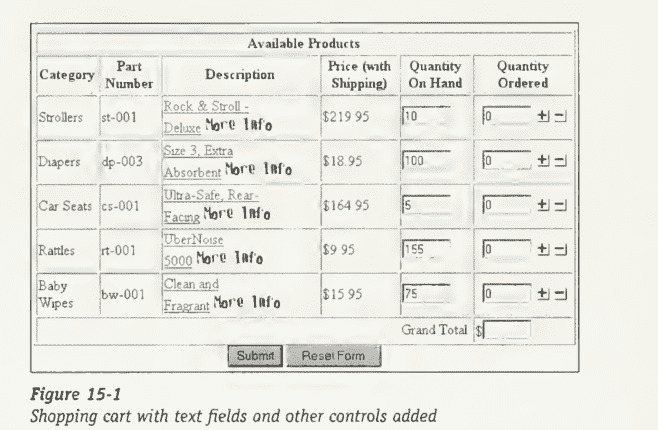 Available Products
Category Part Number Description Price (with Shipping) Quantity On Hand Quantity Ordered
Strollers st-001 Rock & Stroll - Deluxe More Info $219 95 10 0 + -
Diapers dp-003 Size 3, Extra Absorbent More Info $18.95 100 0 + -
Car Seats cs-001 Ultra-Safe, Rear-Facing More Info $164 95 5 0 + -
Rattles rt-001 UberNoise 5000 More Info $9 95 155 0 + -
Baby Wipes bw-001 Clean and Fragrant More Info $15 95 75 0 + -
Grand Total $
Submit Reset Form
Figure 15-1
Shopping cart with text fields and other controls added